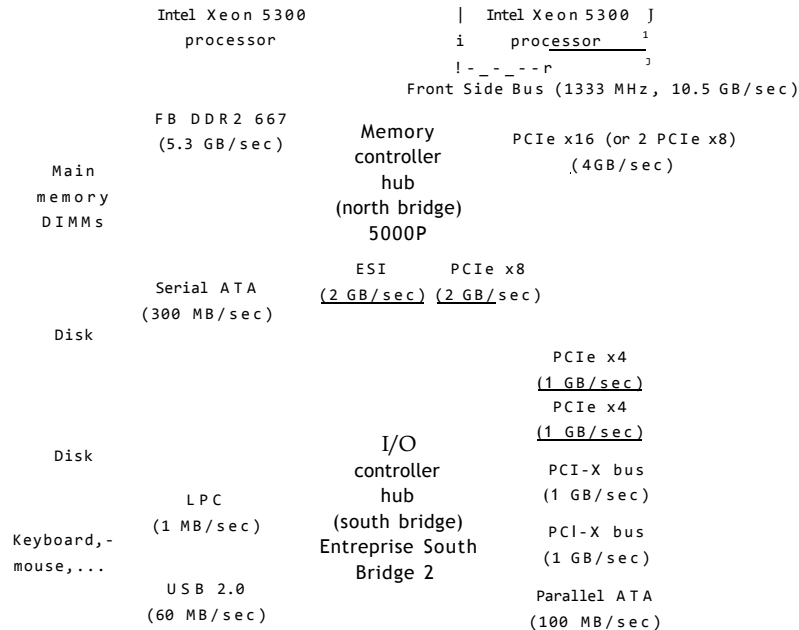 Intel Xeon 5300
processor
| Intel Xeon 5300 J
i processor 1
!-_-_--r J
Front Side Bus (1333 MHz, 10.5 GB/sec)
FB DDR2 667
(5.3 GB/sec)
Memory
controller
hub
(north bridge)
5000P
PCIe x16 (or 2 PCIe x8)
(4GB/sec)
Main
memory
DIMMs
ESI
(2 GB/sec)
PCIe x8
(2 GB/sec)
Serial ATA
(300 MB/sec)
Disk
PCIe x4
(1 GB/sec)
PCIe x4
(1 GB/sec)
Disk
I/O
controller
hub
(south bridge)
Entreprise South
Bridge 2
PCI-X bus
(1 GB/sec)
LPC
(1 MB/sec)
PCl-X bus
(1 GB/sec)
Keyboard,-
mouse,...
USB 2.0
(60 MB/sec)
Parallel ATA
(100 MB/sec)